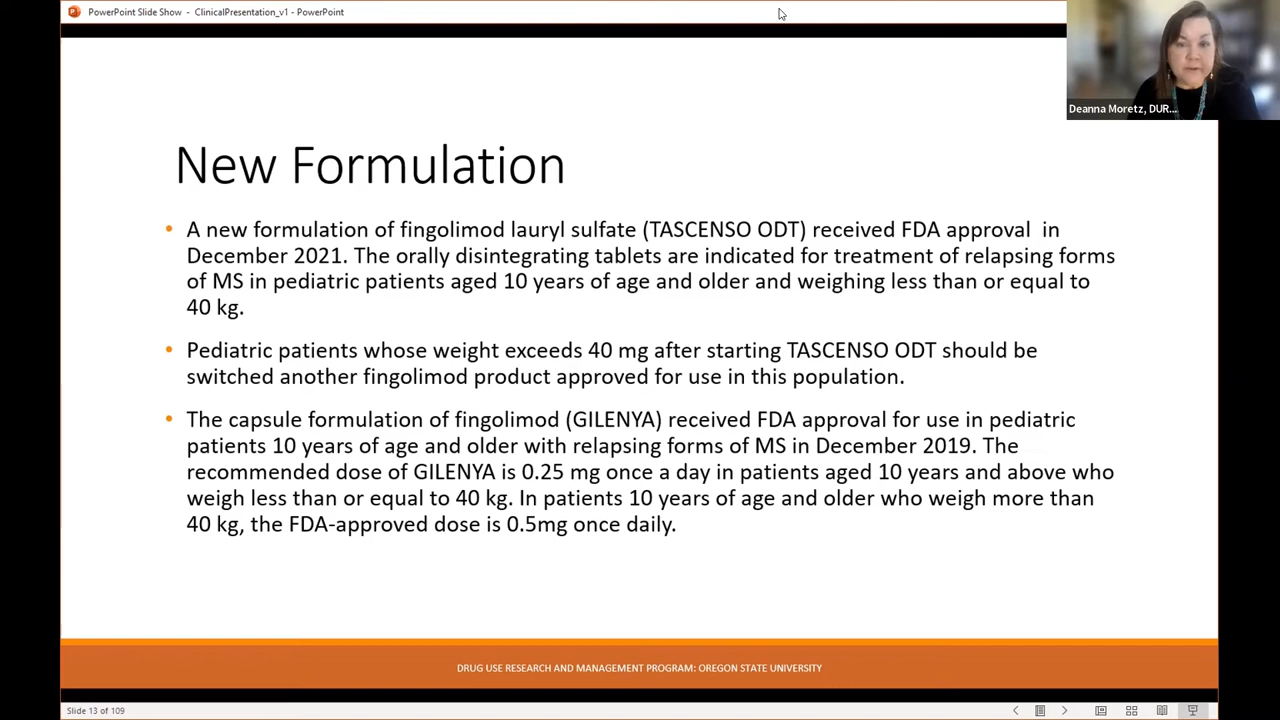 PowerPoint Slide Show - ClinicalPresentation_v1 - PowerPoint
Deanna Moretz, DUR...
New Formulation
• A new formulation of fingolimod lauryl sulfate (TASCENSO ODT) received FDA approval in
December 2021. The orally disintegrating tablets are indicated for treatment of relapsing forms
of MS in pediatric patients aged 10 years of age and older and weighing less than or equal to
40 kg.
• Pediatric patients whose weight exceeds 40 mg after starting TASCENSO ODT should be
switched another fingolimod product approved for use in this population.
• The capsule formulation of fingolimod (GILENYA) received FDA approval for use in pediatric
patients 10 years of age and older with relapsing forms of MS in December 2019. The
recommended dose of GILENYA is 0.25 mg once a day in patients aged 10 years and above who
weigh less than or equal to 40 kg. In patients 10 years of age and older who weigh more than
40 kg, the FDA-approved dose is 0.5mg once daily.
DRUG USE RESEARCH AND MANAGEMENT PROGRAM: OREGON STATE UNIVERSITY
Slide 13 of 109